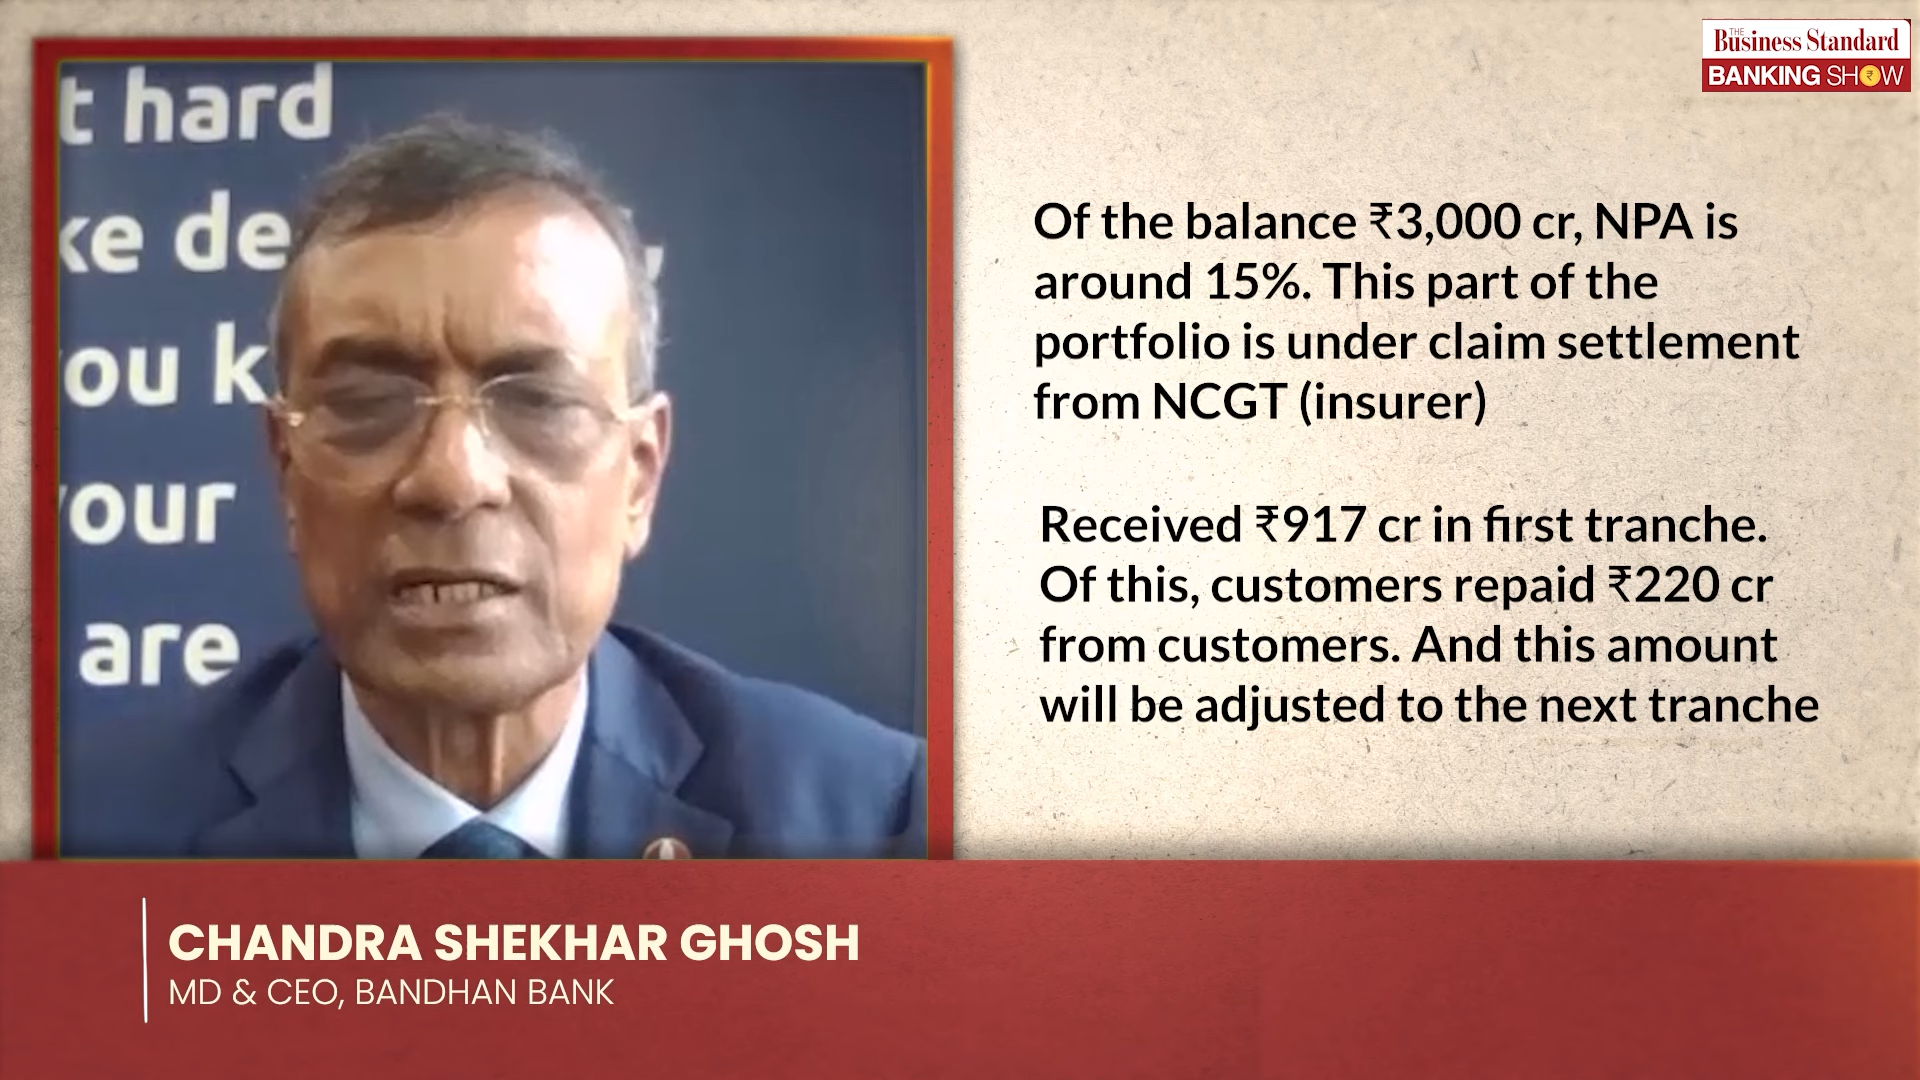 THE
Business Standard
BANKING SHOW
t hard
ke de ,
you k
your
are
Of the balance ₹3,000 cr, NPA is
around 15%. This part of the
portfolio is under claim settlement
from NCGT (insurer)
Received ₹917 cr in first tranche.
Of this, customers repaid ₹220 cr
from customers. And this amount
will be adjusted to the next tranche
CHANDRA SHEKHAR GHOSH
MD & CEO, BANDHAN BANK